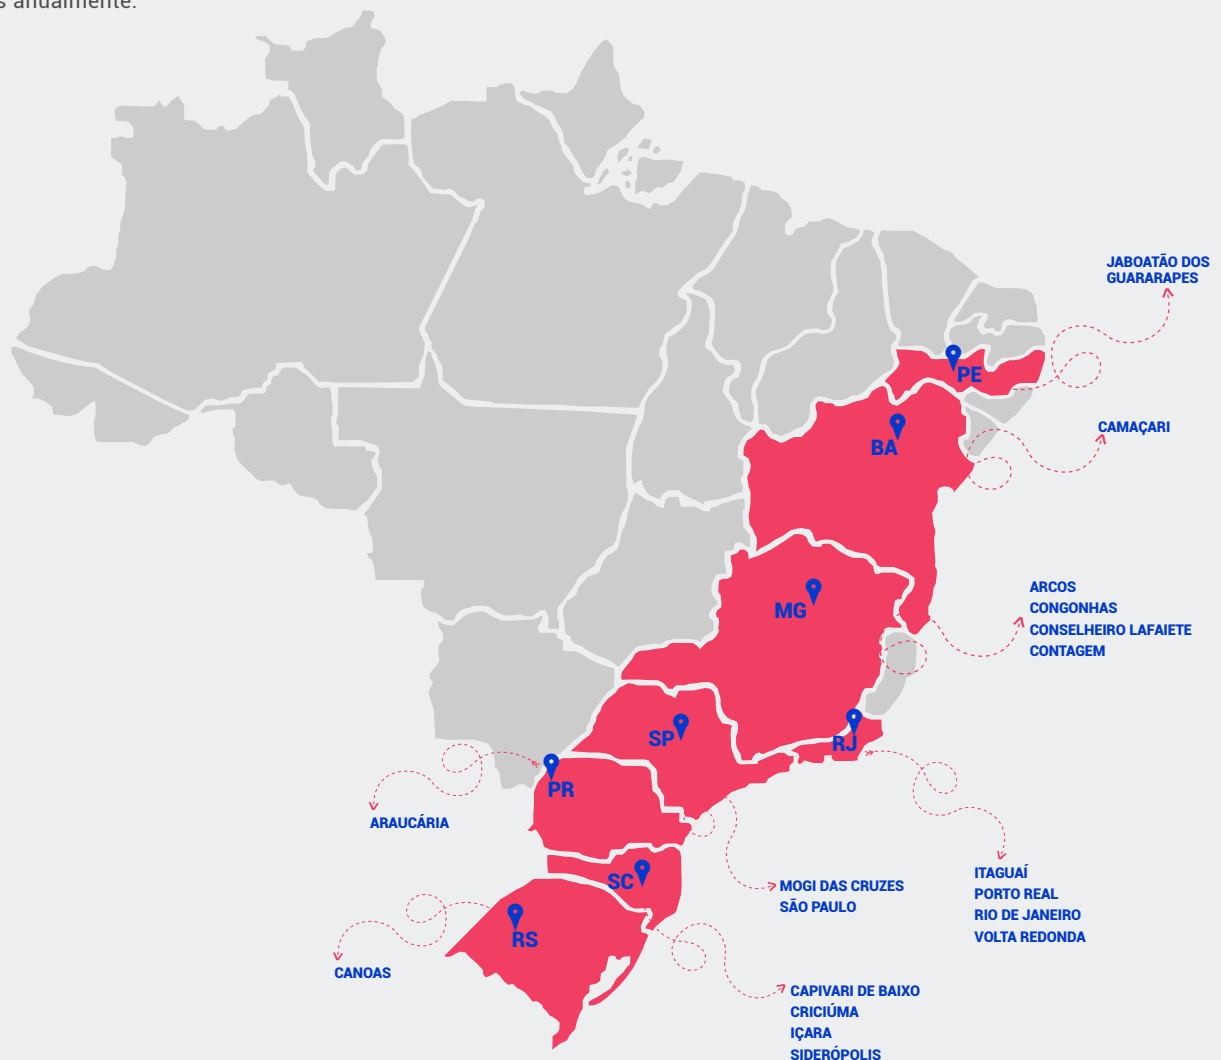 s anualmente.
JABOATÃO DOS
GUARARAPES
PE
CAMAÇARI
BA
ARCOS
CONGONHAS
CONSELHEIRO LAFAIETE
CONTAGEM
MG
SP
RJ
PR
ARAUCÁRIA
ITAGUAÍ
PORTO REAL
RIO DE JANEIRO
VOLTA REDONDA
SC
MOGI DAS CRUZES
SÃO PAULO
RS
CANOAS
CAPIVARI DE BAIXO
CRICIÚMA
IÇARA
SIDERÓPOLIS